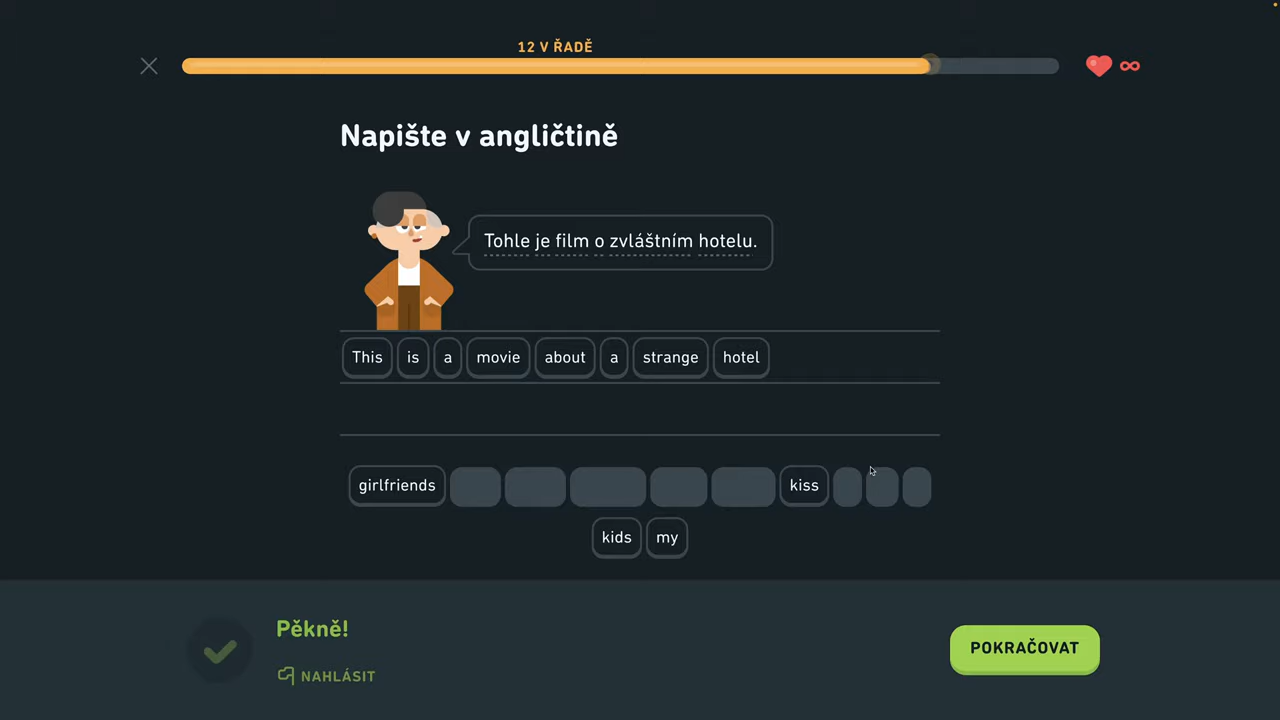 12 V ŘADĚ
Napište v angličtině
Tohle je film o zvláštním hotelu.
This is a movie about a strange hotel
girlfriends kiss
kids my
Pěkně!
NAHLÁSIT
POKRAČOVAT